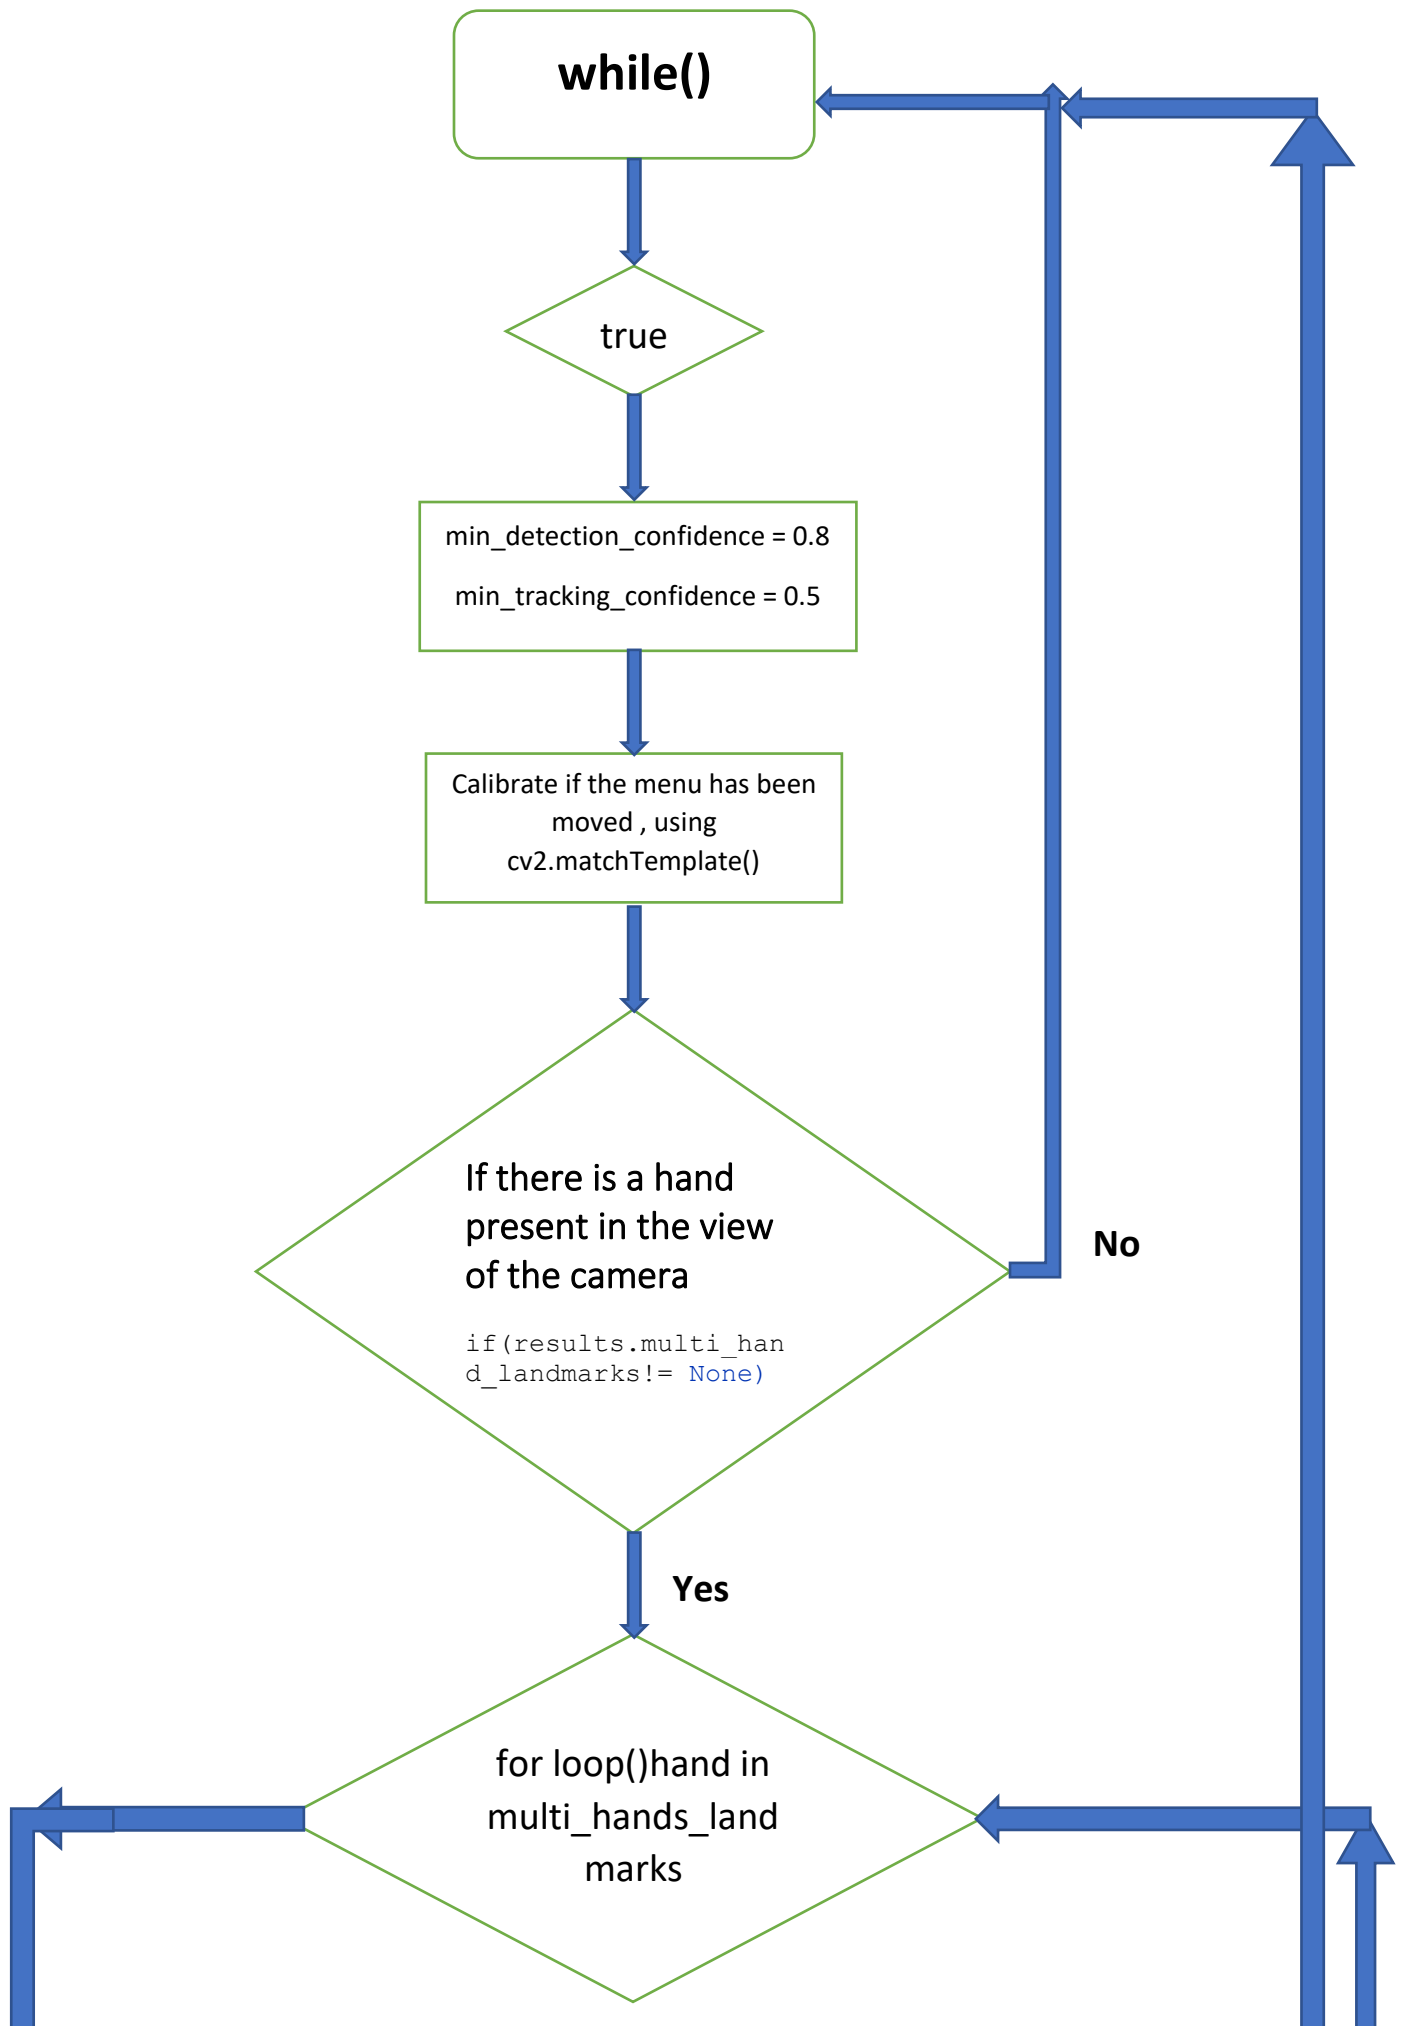 while()
true
min_detection_confidence = 0.8
min_tracking_confidence = 0.5
Calibrate if the menu has been
moved , using
cv2.matchTemplate()
If there is a hand
present in the view
of the camera
if(results.multi_han
d_landmarks!= None)
No
Yes
for loop()hand in
multi_hands_land
marks